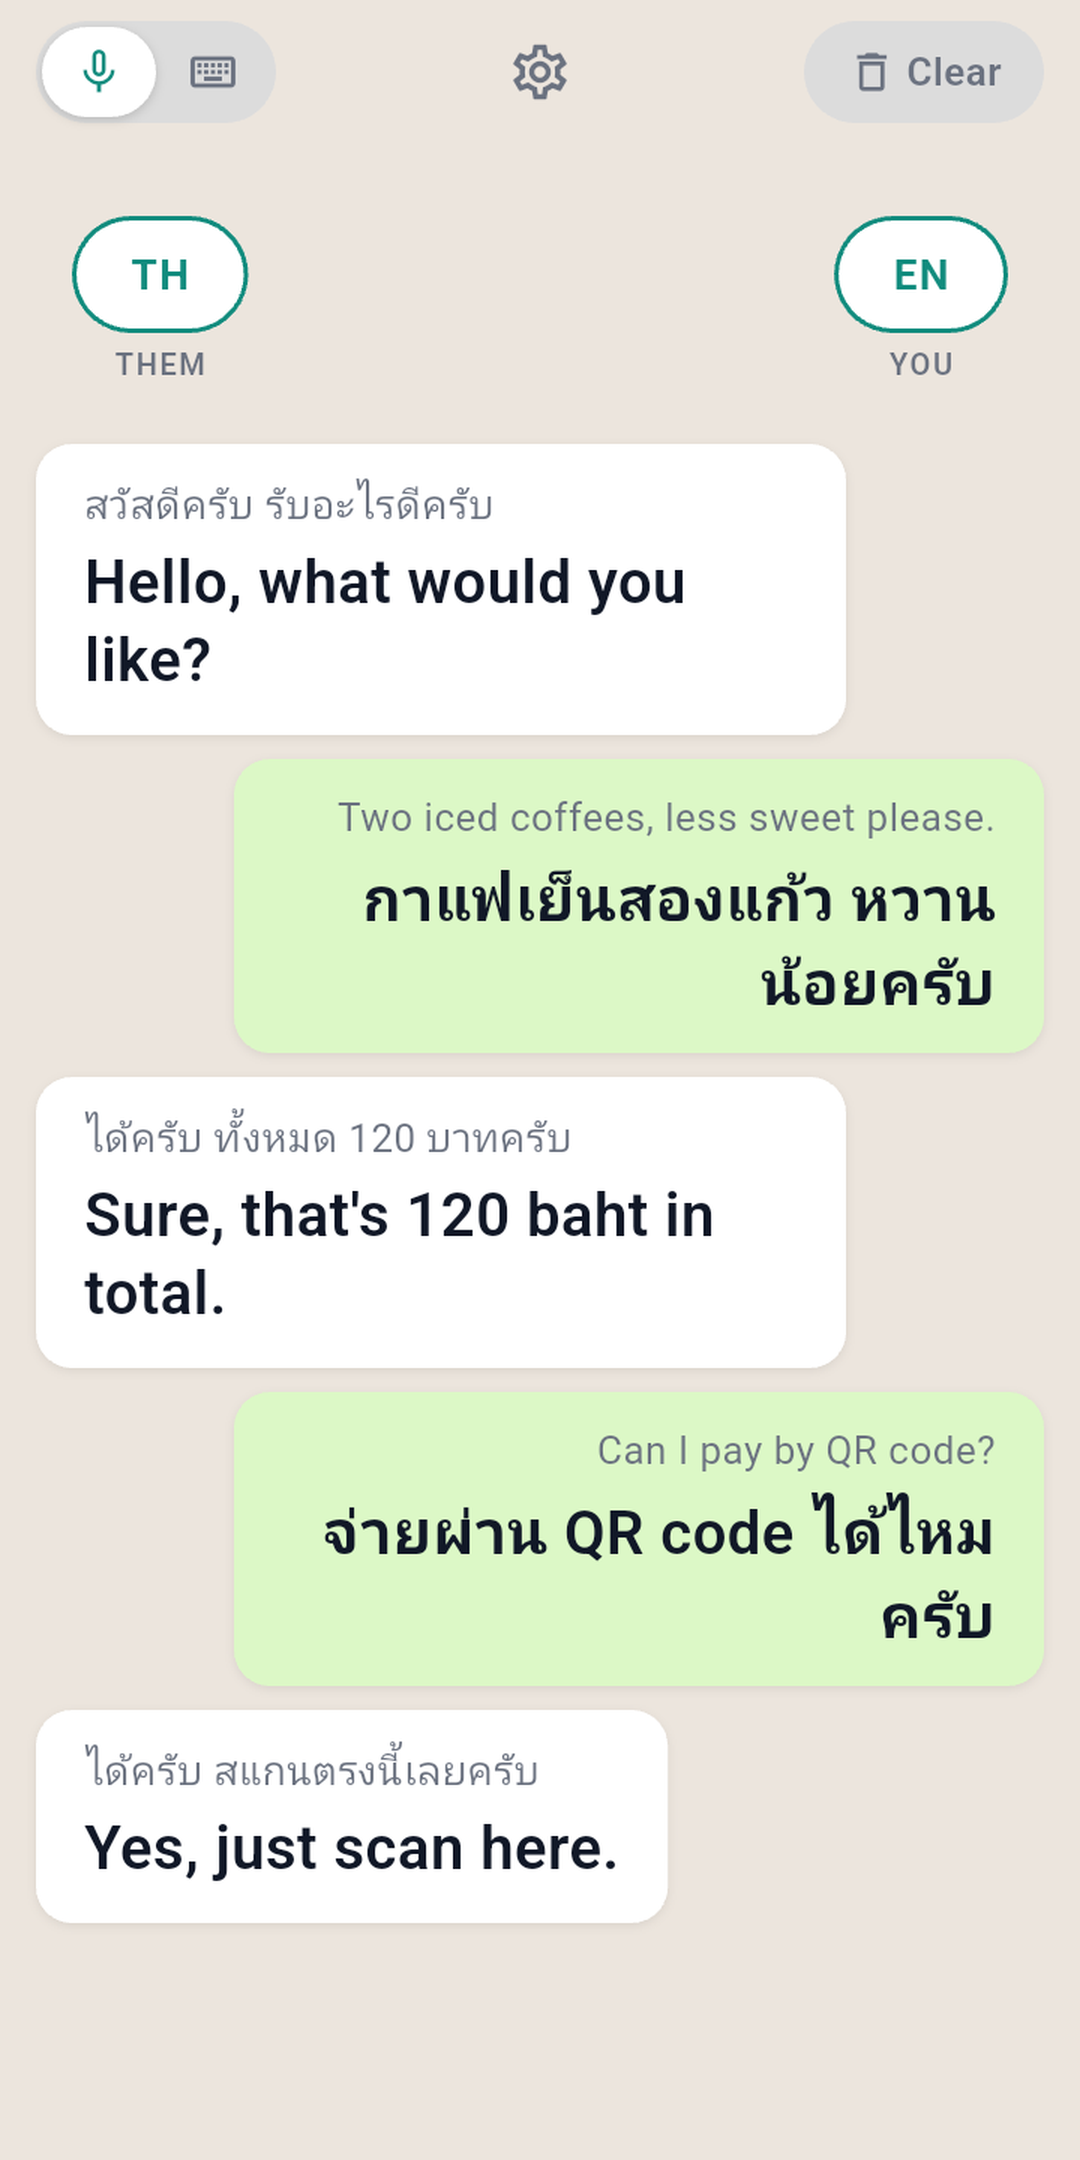 Clear
TH
EN
THEM
YOU
สวัสดีครับ รับอะไรดีครับ
Hello, what would you
like?
Two iced coffees, less sweet please.
กาแฟเย็นสองแก้ว หวาน
น้อยครับ
ได้ครับ ทั้งหมด 120 บาทครับ
Sure, that's 120 baht in
total.
Can I pay by QR code?
จ่ายผ่าน QR code ได้ไหม
ครับ
ได้ครับ สแกนตรงนี้เลยครับ
Yes, just scan here.